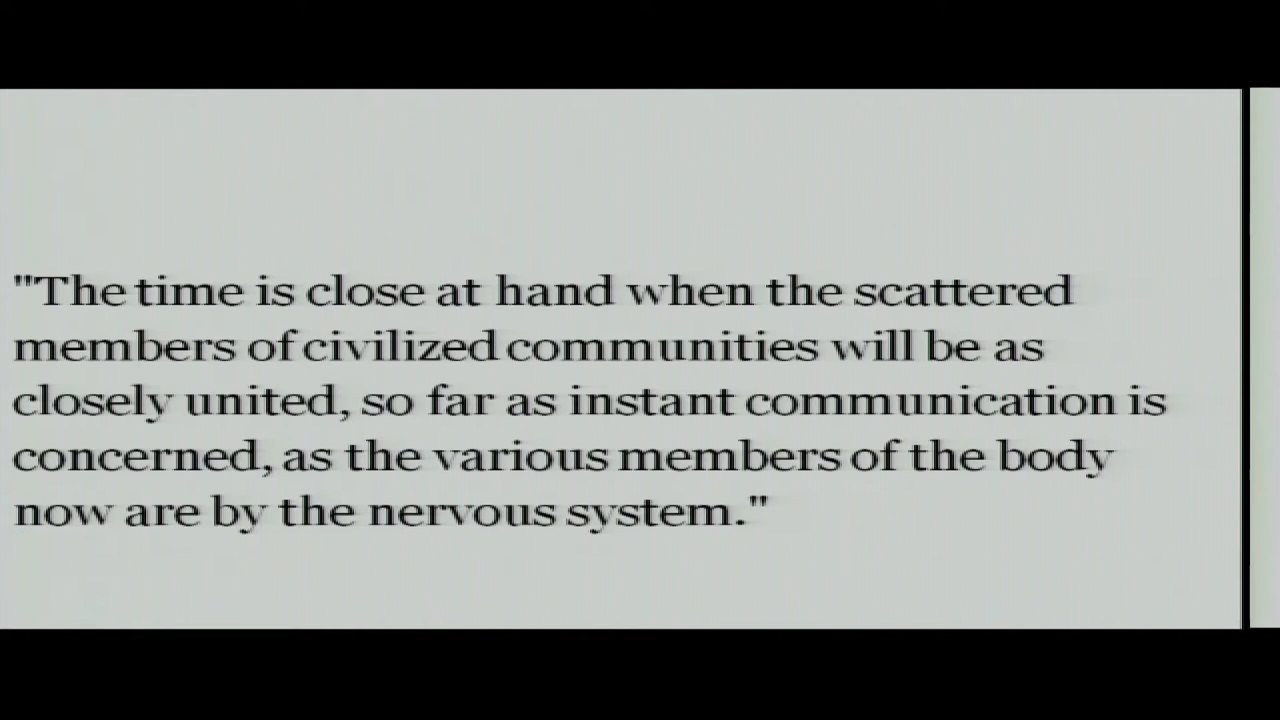 "The time is close at hand when the scattered
members of civilized communities will be as
closely united, so far as instant communication is
concerned, as the various members of the body
now are by the nervous system."